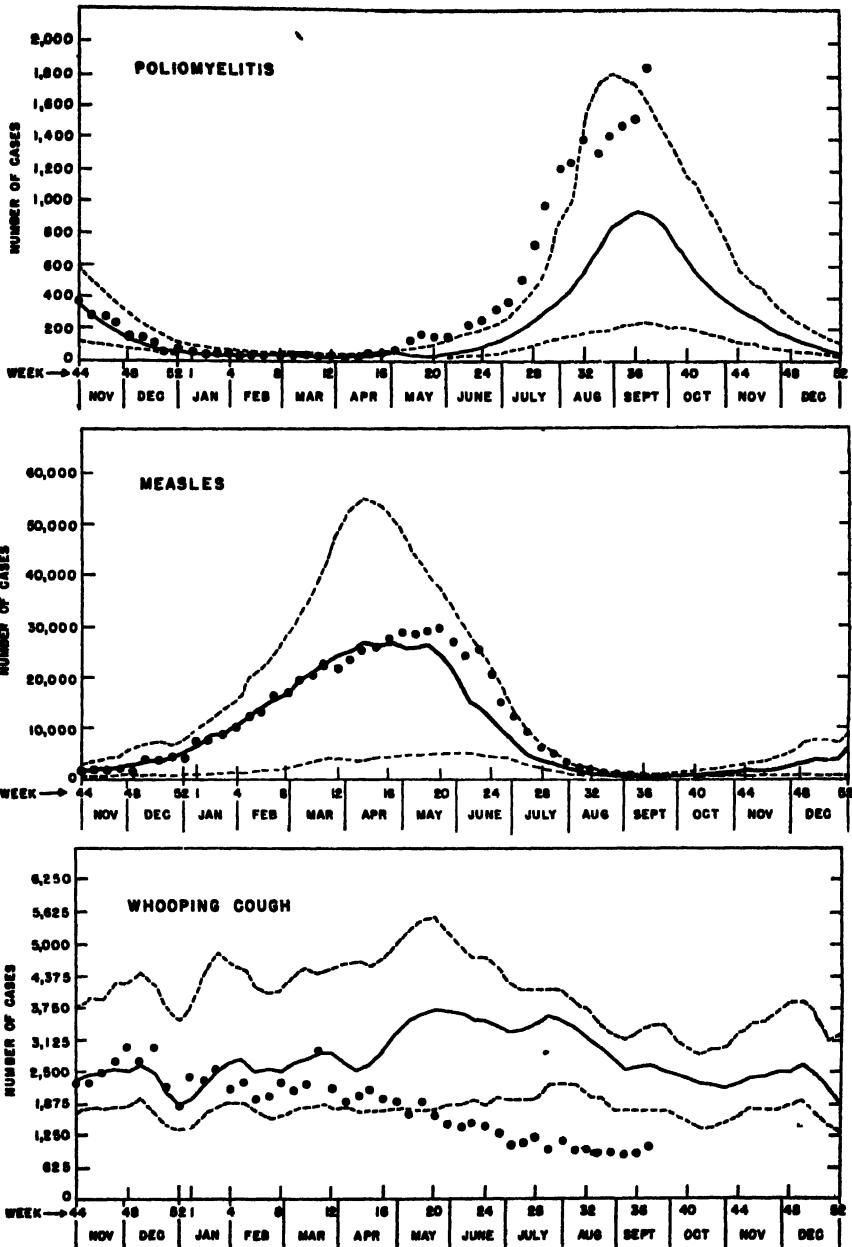 POLIOMYELITIS
NUMBER OF CASES
2,000
1,800
1,600
1,400
1,200
1,000
800
600
400
200
0
WEEK → 44 48 52 1 4 8 12 16 20 24 28 32 36 40 44 48 52
NOV DEC JAN FEB MAR APR MAY JUNE JULY AUG SEPT OCT NOV DEC
MEASLES
NUMBER OF CASES
60,000
50,000
40,000
30,000
20,000
10,000
0
WEEK → 44 48 52 1 4 8 12 16 20 24 28 32 36 40 44 48 52
NOV DEC JAN FEB MAR APR MAY JUNE JULY AUG SEPT OCT NOV DEC
WHOOPING COUGH
NUMBER OF CASES
6,250
5,625
5,000
4,375
3,750
3,125
2,500
1,875
1,250
625
0
WEEK → 44 48 52 1 4 8 12 16 20 24 28 32 36 40 44 48 52
NOV DEC JAN FEB MAR APR MAY JUNE JULY AUG SEPT OCT NOV DEC